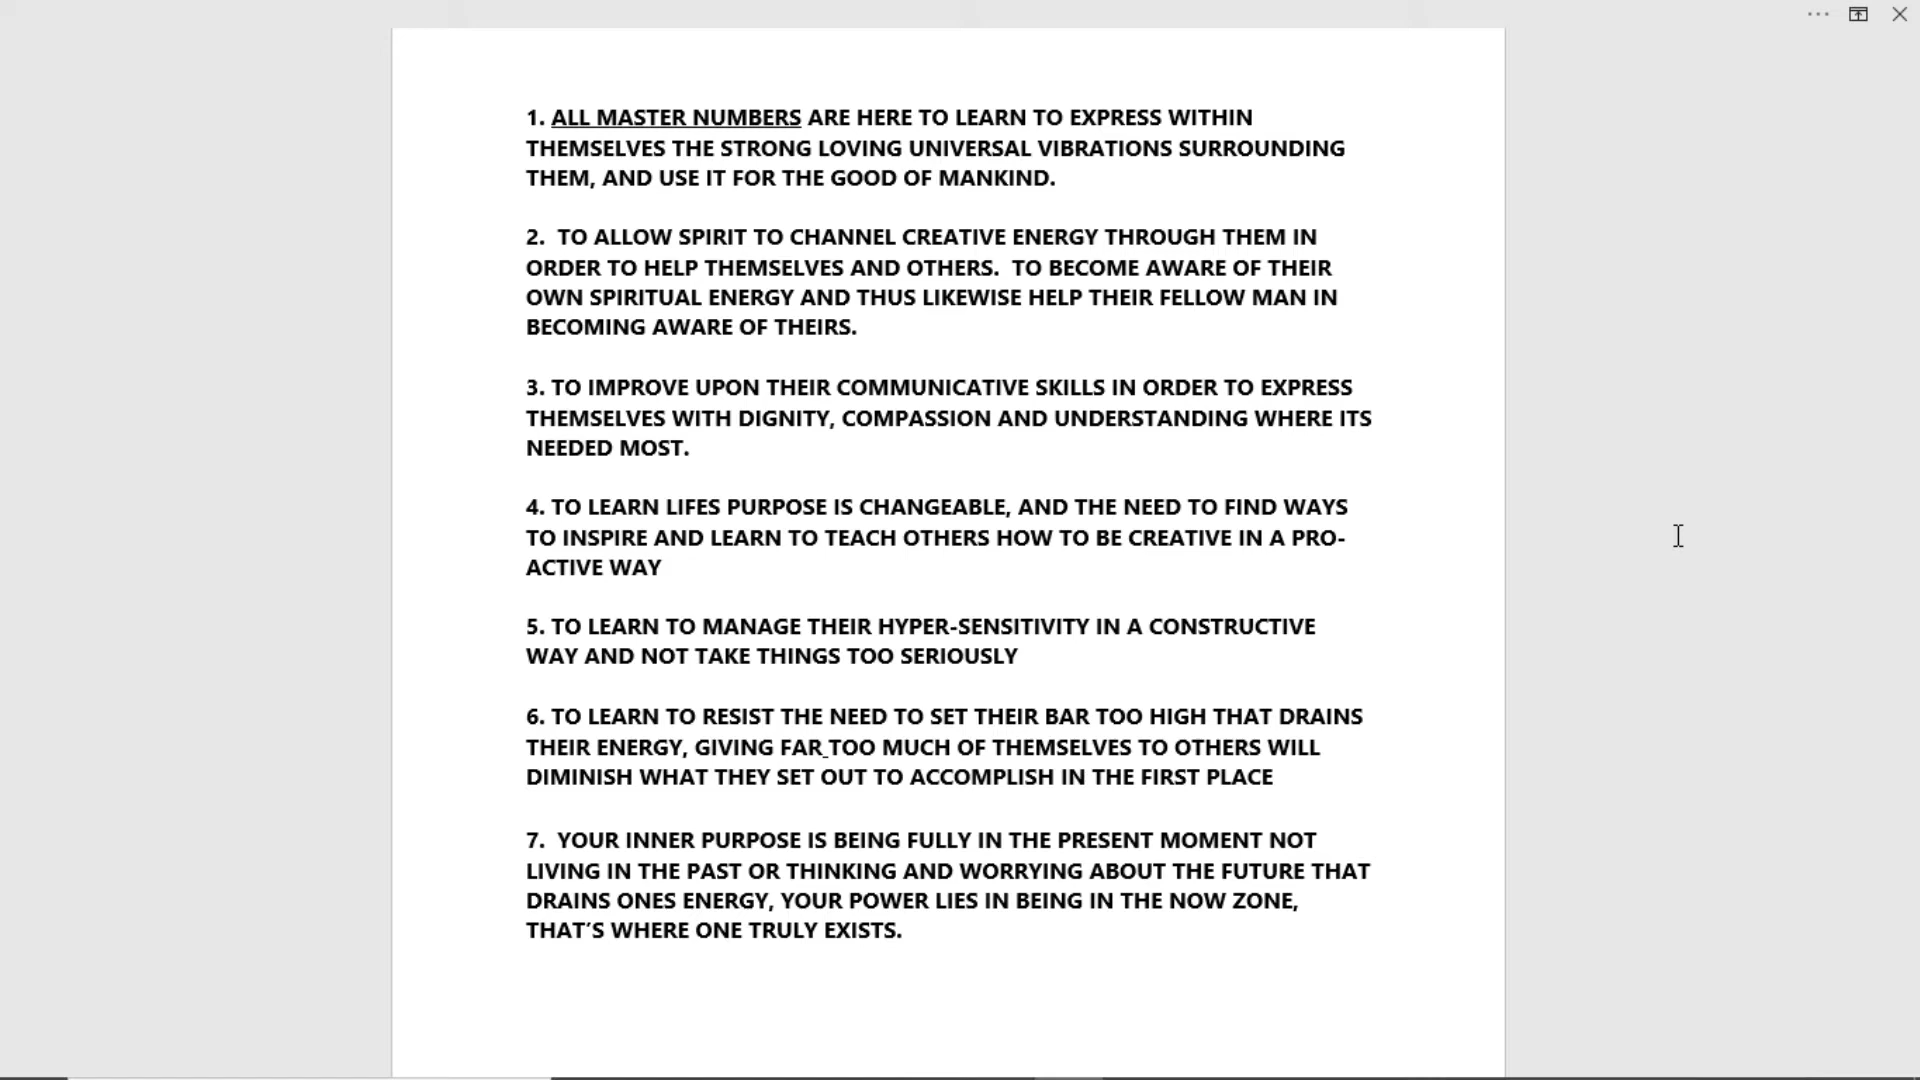 1. ALL MASTER NUMBERS ARE HERE TO LEARN TO EXPRESS WITHIN
THEMSELVES THE STRONG LOVING UNIVERSAL VIBRATIONS SURROUNDING
THEM, AND USE IT FOR THE GOOD OF MANKIND.
2.  TO ALLOW SPIRIT TO CHANNEL CREATIVE ENERGY THROUGH THEM IN
ORDER TO HELP THEMSELVES AND OTHERS.  TO BECOME AWARE OF THEIR
OWN SPIRITUAL ENERGY AND THUS LIKEWISE HELP THEIR FELLOW MAN IN
BECOMING AWARE OF THEIRS.
3. TO IMPROVE UPON THEIR COMMUNICATIVE SKILLS IN ORDER TO EXPRESS
THEMSELVES WITH DIGNITY, COMPASSION AND UNDERSTANDING WHERE ITS
NEEDED MOST.
4. TO LEARN LIFES PURPOSE IS CHANGEABLE, AND THE NEED TO FIND WAYS
TO INSPIRE AND LEARN TO TEACH OTHERS HOW TO BE CREATIVE IN A PRO-
ACTIVE WAY
5. TO LEARN TO MANAGE THEIR HYPER-SENSITIVITY IN A CONSTRUCTIVE
WAY AND NOT TAKE THINGS TOO SERIOUSLY
6. TO LEARN TO RESIST THE NEED TO SET THEIR BAR TOO HIGH THAT DRAINS
THEIR ENERGY, GIVING FAR TOO MUCH OF THEMSELVES TO OTHERS WILL
DIMINISH WHAT THEY SET OUT TO ACCOMPLISH IN THE FIRST PLACE
7.  YOUR INNER PURPOSE IS BEING FULLY IN THE PRESENT MOMENT NOT
LIVING IN THE PAST OR THINKING AND WORRYING ABOUT THE FUTURE THAT
DRAINS ONES ENERGY, YOUR POWER LIES IN BEING IN THE NOW ZONE,
THAT’S WHERE ONE TRULY EXISTS.